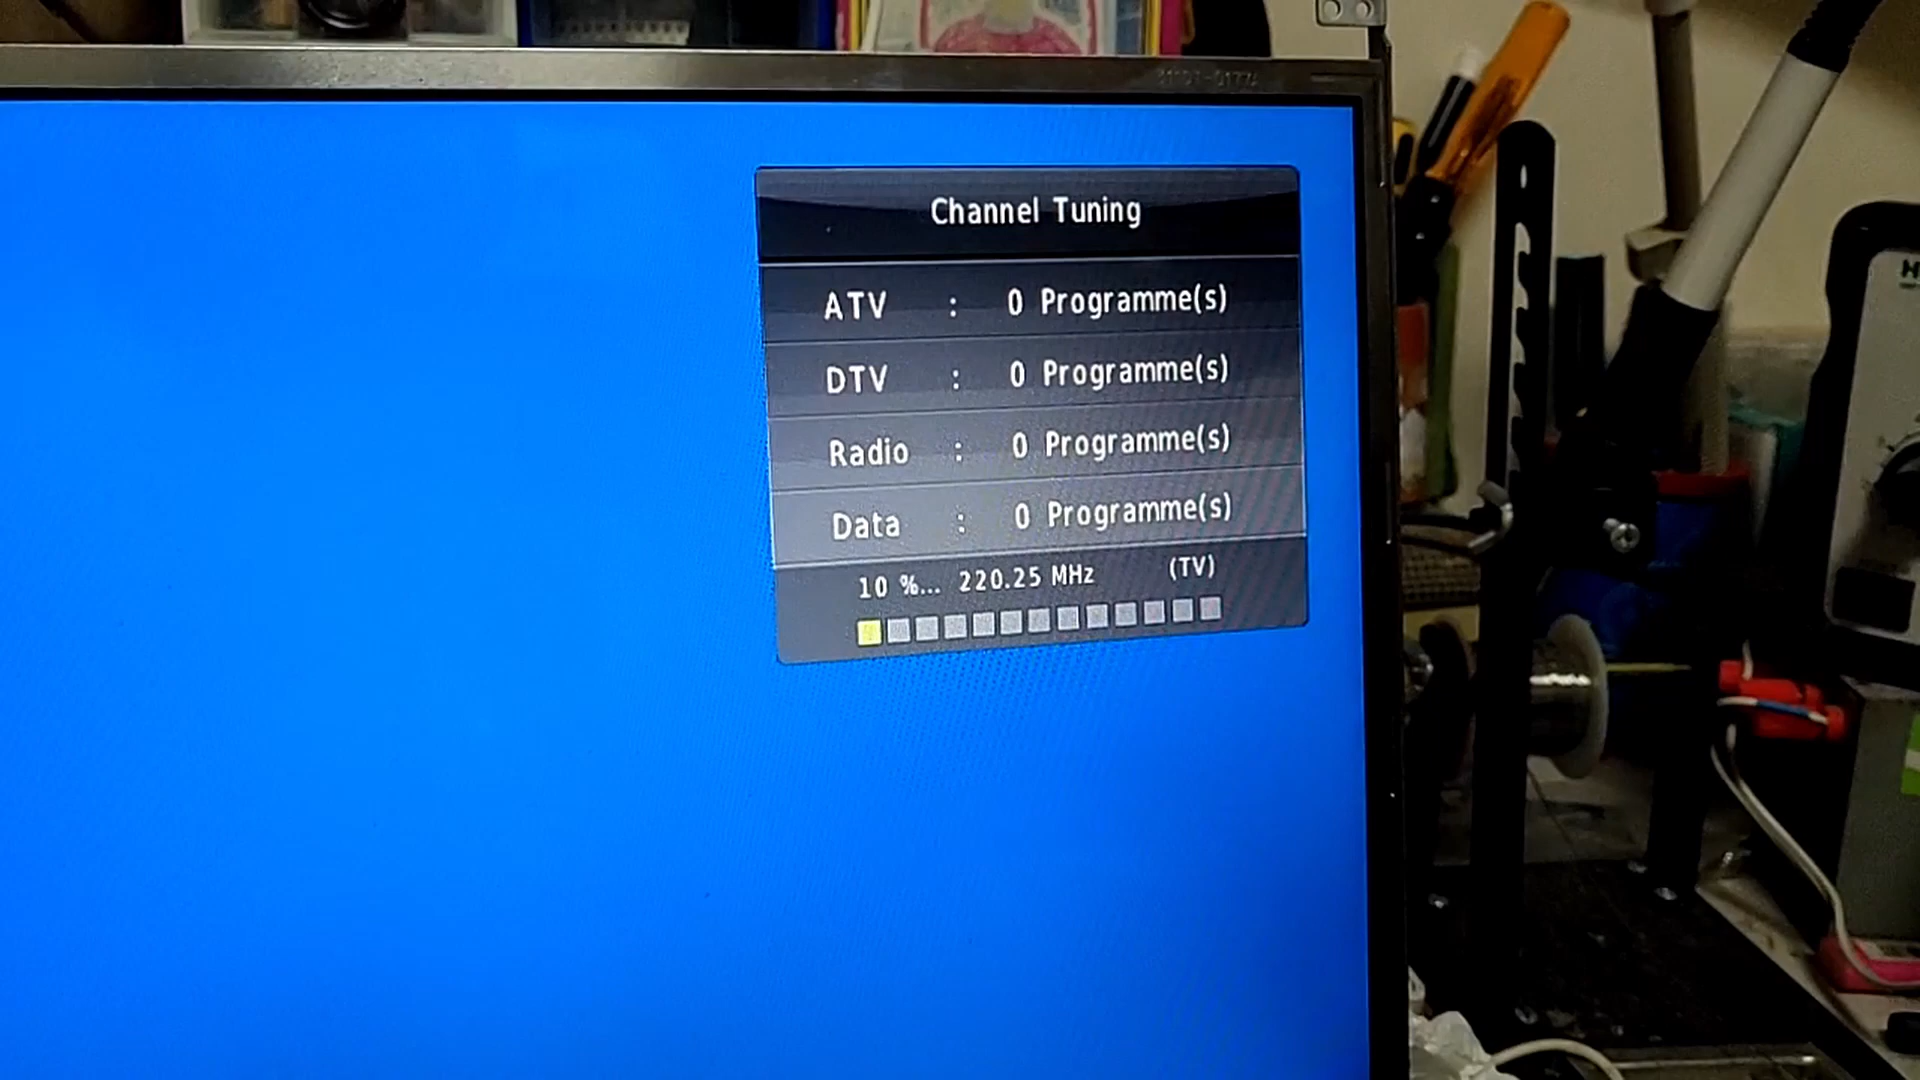 Channel Tuning
ATV : 0 Programme(s)
DTV : 0 Programme(s)
Radio : 0 Programme(s)
Data : 0 Programme(s)
10 %... 220.25 MHz (TV)